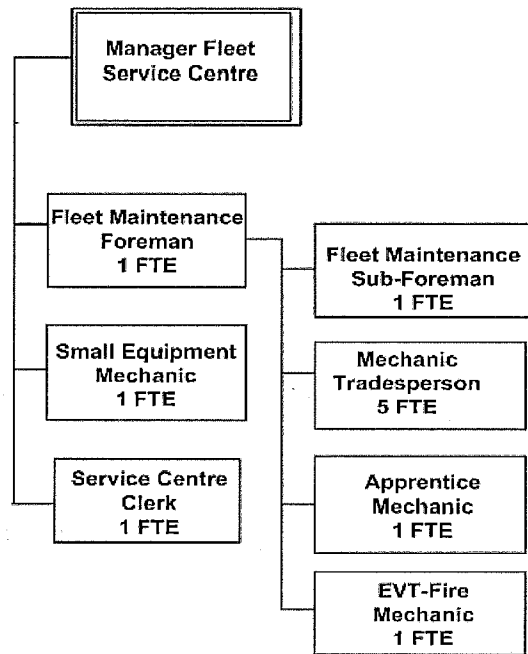 Manager Fleet
Service Centre
Fleet Maintenance
Foreman
1 FTE
Small Equipment
Mechanic
1 FTE
Service Centre
Clerk
1 FTE
Fleet Maintenance
Sub-Foreman
1 FTE
Mechanic
Tradesperson
5 FTE
Apprentice
Mechanic
1 FTE
EVT-Fire
Mechanic
1 FTE